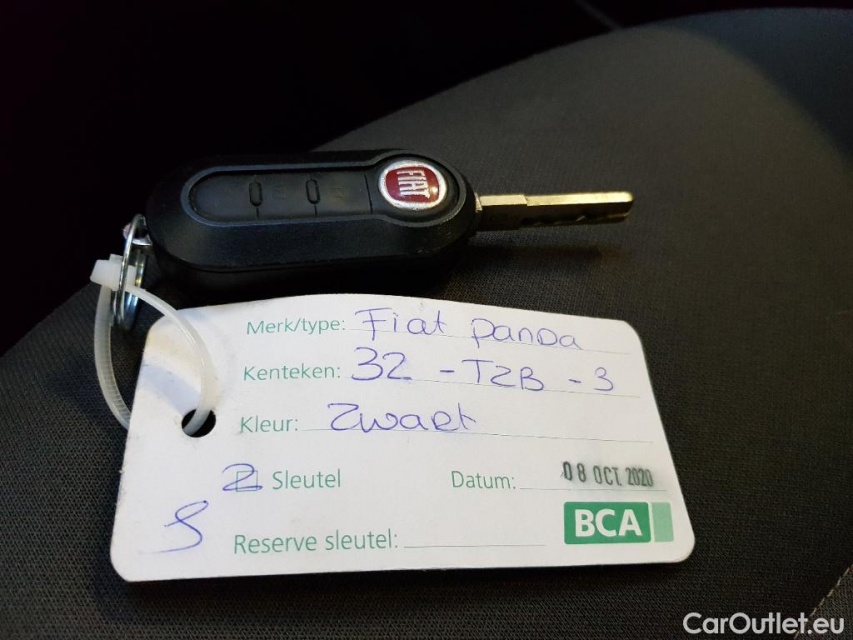 FIAT
Merk/type: Fiat panda
Kenteken: 32 - TZB - 3
Kleur: Zwart
2 Sleutel Datum: 08 OCT. 2020
S
Reserve sleutel:
BCA
CarOutlet.eu